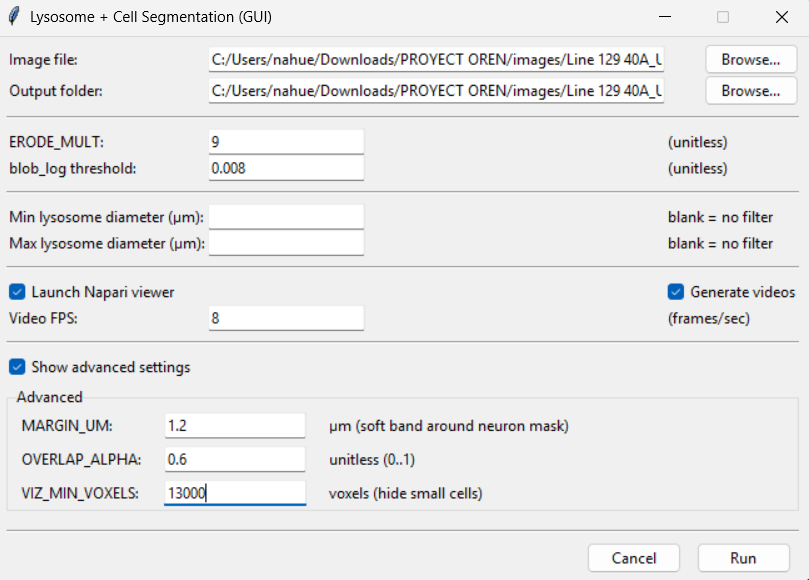 Lysosome + Cell Segmentation (GUI)
Image file: C:/Users/nahue/Downloads/PROYECT OREN/images/Line 129 40A_U Browse...
Output folder: C:/Users/nahue/Downloads/PROYECT OREN/images/Line 129 40A_U Browse...
ERODE_MULT: 9 (unitless)
blob_log threshold: 0.008 (unitless)
Min lysosome diameter (µm): blank = no filter
Max lysosome diameter (µm): blank = no filter
Launch Napari viewer Generate videos
Video FPS: 8 (frames/sec)
Show advanced settings
Advanced
MARGIN_UM: 1.2 µm (soft band around neuron mask)
OVERLAP_ALPHA: 0.6 unitless (0..1)
VIZ_MIN_VOXELS: 13000 voxels (hide small cells)
Cancel Run